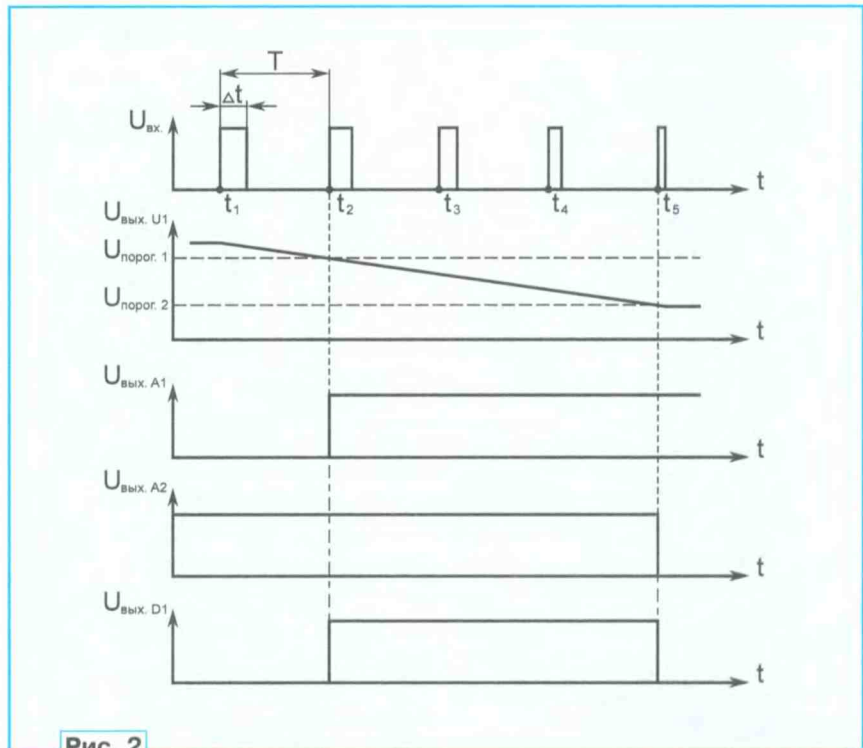 T
Δt
Uвх.
t
t₁ t₂ t₃ t₄ t₅
Uвых. U1
Uпорог. 1
Uпорог. 2
t
Uвых. A1
t
Uвых. A2
t
Uвых. D1
t
Рис. 2